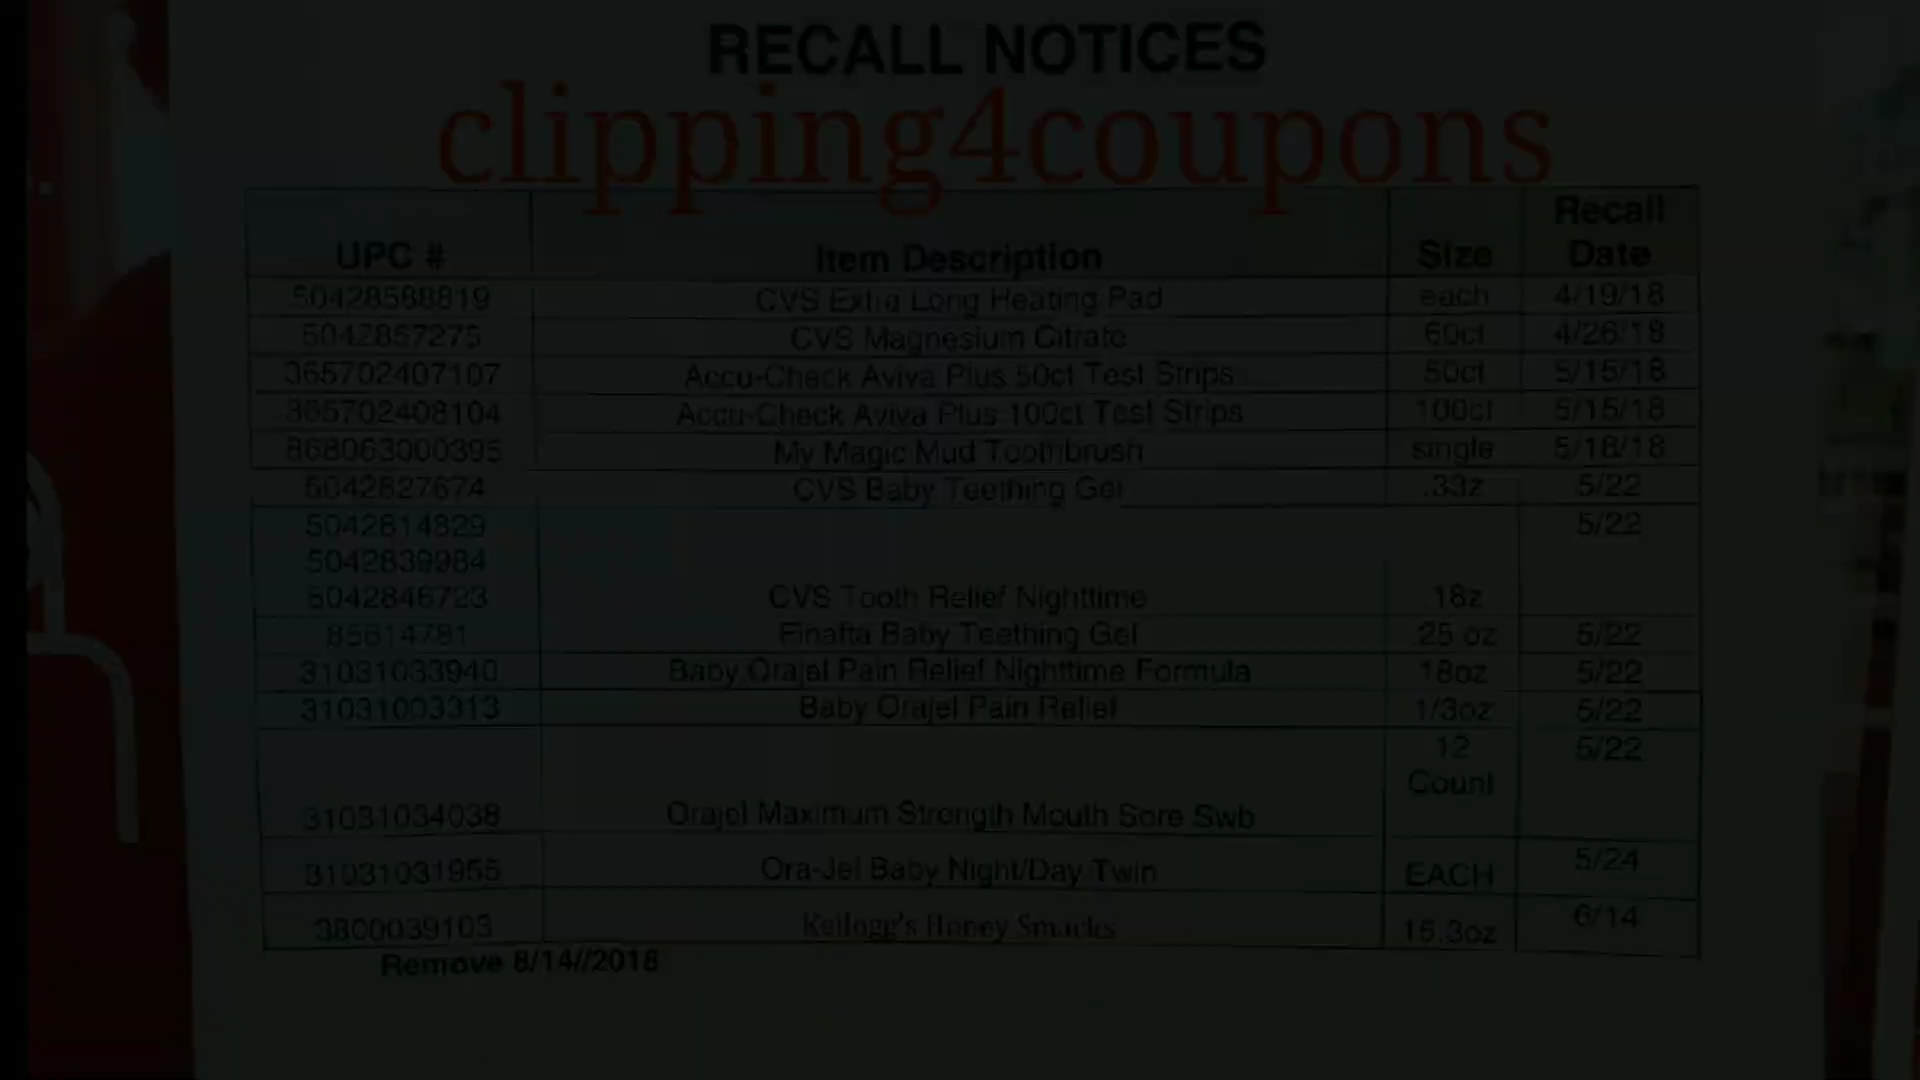 RECALL NOTICES
clipping4coupons
UPC # Item Description Size Recall Date
50428588819 CVS Extra Long Heating Pad each 4/19/18
5042857275 CVS Magnesium Citrate 60ct 4/26/18
365702407107 Accu-Check Aviva Plus 50ct Test Strips 50ct 5/15/18
365702408104 Accu-Check Aviva Plus 100ct Test Strips 100ct 5/15/18
868063000395 My Magic Mud Toothbrush single 5/16/18
5042827674 CVS Baby Teething Gel .33z 5/22
5042814829 5/22
5042839984
5042846723 CVS Tooth Relief Nighttime .18z
85614781 Finafta Baby Teething Gel .25 oz 5/22
31031033940 Baby Orajel Pain Relief Nighttime Formula .18oz 5/22
31031003313 Baby Orajel Pain Relief 1/3oz 5/22
12 5/22
Count
31031034038 Orajel Maximum Strength Mouth Sore Swb
31031031955 Ora-Jel Baby Night/Day Twin EACH 5/24
3800039103 Kellogg's Honey Smacks 15.3oz 6/14
Remove 8/14//2018